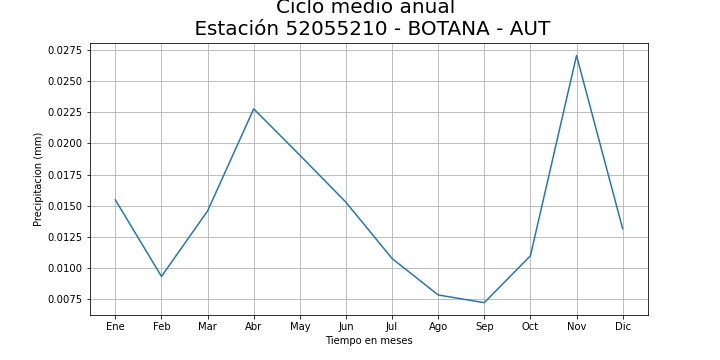 Ciclo medio anual
Estación 52055210 - BOTANA - AUT
0.0275
0.0250
0.0225
0.0200
0.0175
0.0150
0.0125
0.0100
0.0075
Precipitacion (mm)
Ene Feb Mar Abr May Jun Jul Ago Sep Oct Nov Dic
Tiempo en meses